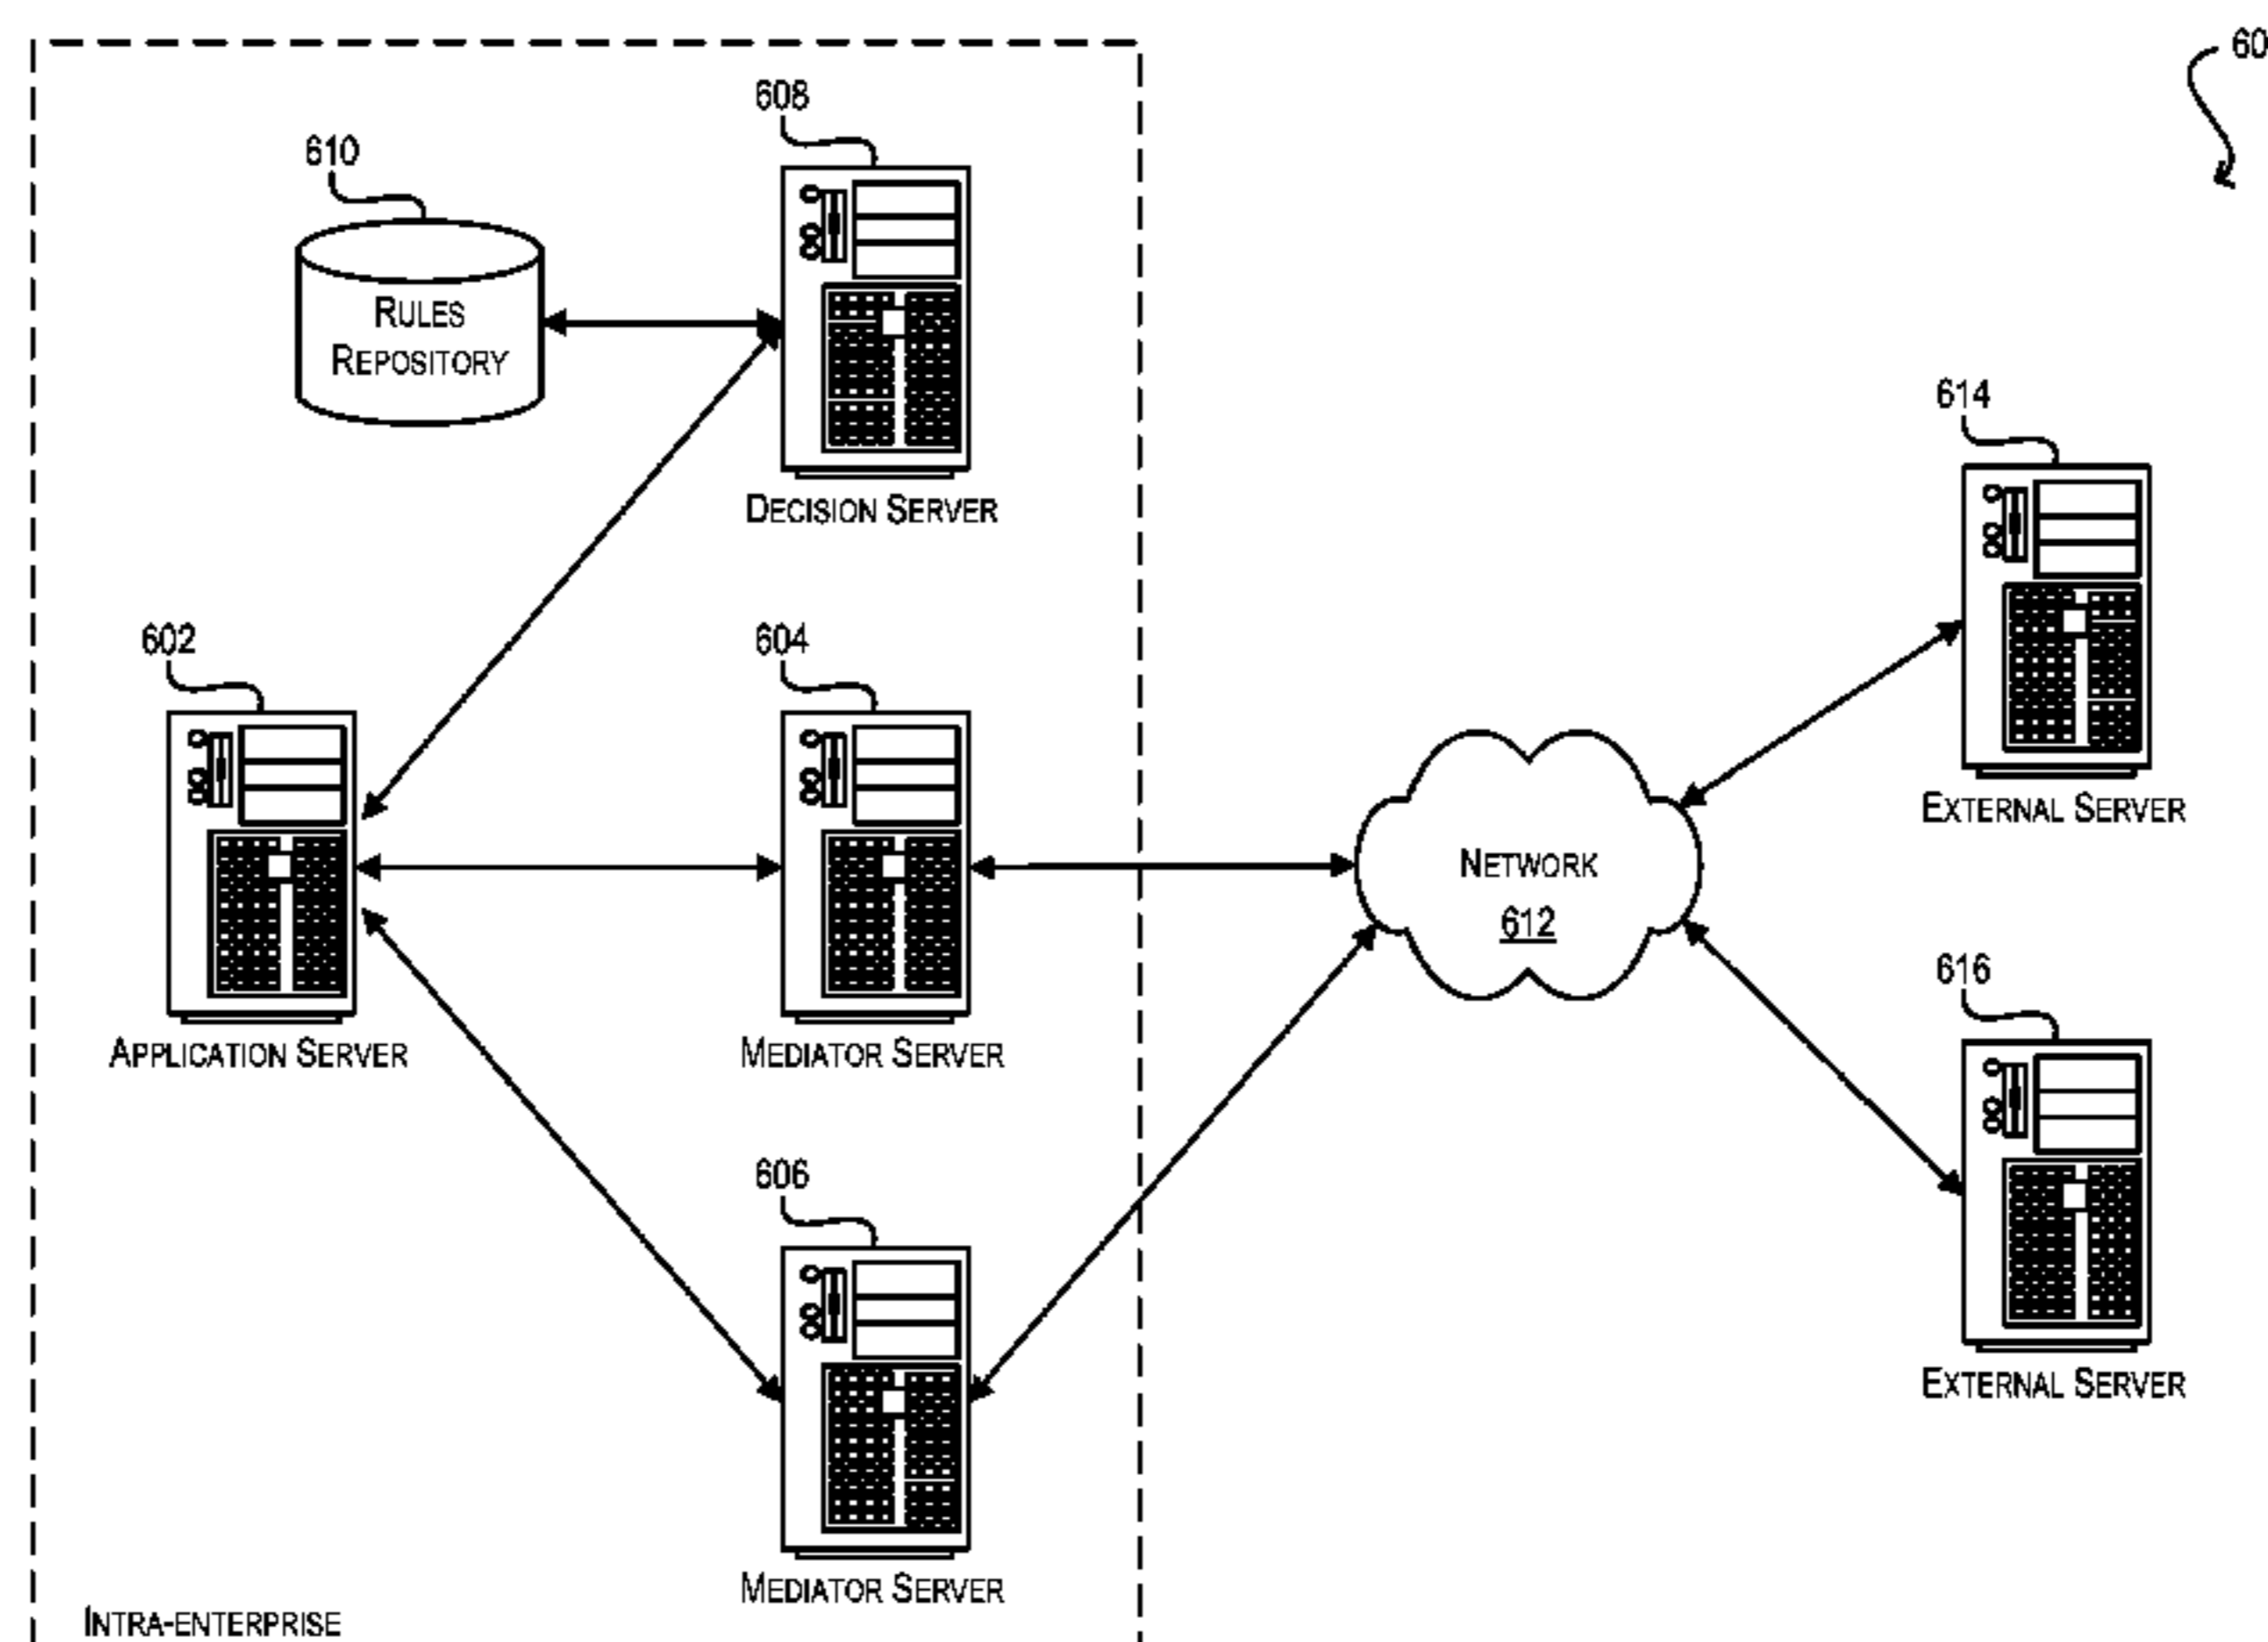 60
608
610
RULES
REPOSITORY
DECISION SERVER
614
EXTERNAL SERVER
602
604
APPLICATION SERVER
MEDIATOR SERVER
NETWORK
612
616
EXTERNAL SERVER
606
MEDIATOR SERVER
INTRA-ENTERPRISE